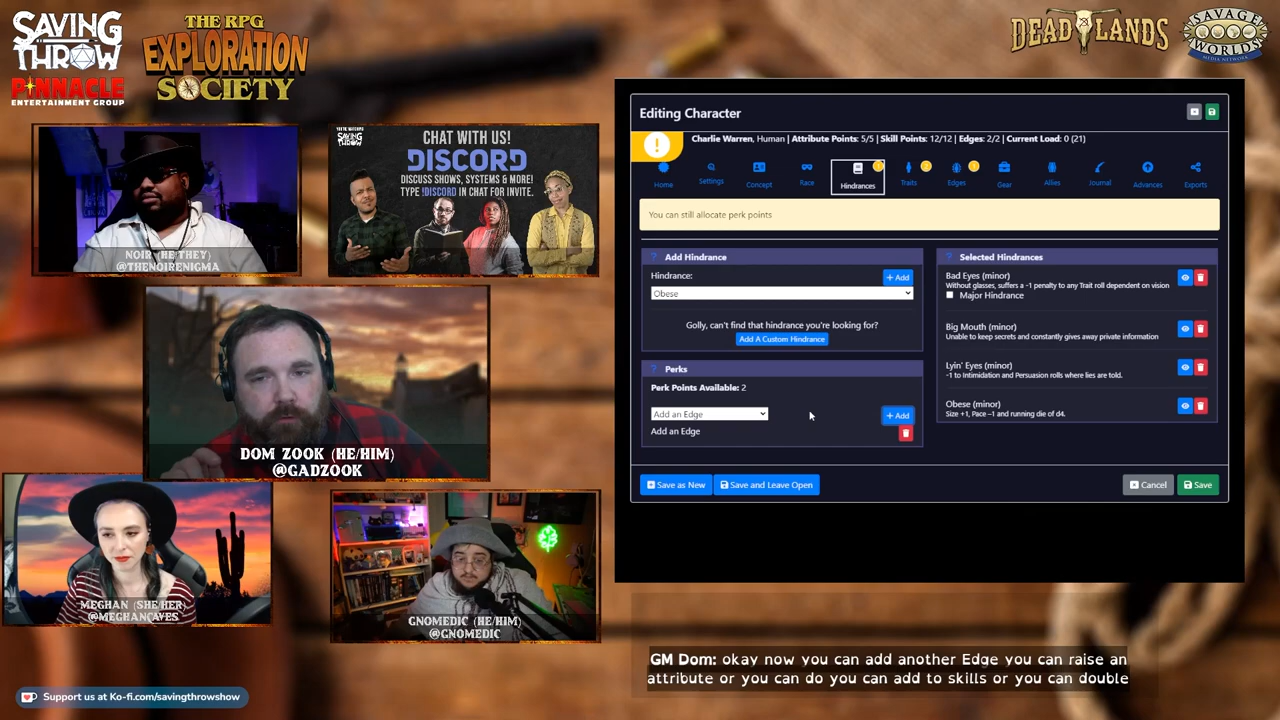 SAVING
THROW
PINNACLE
ENTERTAINMENT GROUP
THE RPG
EXPLORATION
SOCIETY
DEADLANDS
SAVAGE
WORLDS
MEDIA NETWORK
NOIR (HE/THEY)
@THENOIRENIGMA
SAVING
THROW
CHAT WITH US!
DISCORD
DISCUSS SHOWS, SYSTEMS & MORE!
TYPE !DISCORD IN CHAT FOR INVITE.
DOM ZOOK (HE/HIM)
@GADZOOK
MEGHAN (SHE/HER)
@MEGHANCAVES
GNOMEDIC (HE/HIM)
@GNOMEDIC
Support us at Ko-fi.com/savingthrowshow
Editing Character
Charlie Warren, Human | Attribute Points: 5/5 | Skill Points: 12/12 | Edges: 2/2 | Current Load: 0 (21)
Home
Settings
Concept
Race
Hindrances
Traits
Edges
Gear
Allies
Journal
Advances
Exports
You can still allocate perk points
? Add Hindrance
Hindrance:
+ Add
Obese
Golly, can't find that hindrance you're looking for?
Add A Custom Hindrance
? Perks
Perk Points Available: 2
Add an Edge
+ Add
Add an Edge
? Selected Hindrances
Bad Eyes (minor)
Without glasses, suffers a -1 penalty to any Trait roll dependent on vision
Major Hindrance
Big Mouth (minor)
Unable to keep secrets and constantly gives away private information
Lyin' Eyes (minor)
-1 to Intimidation and Persuasion rolls where lies are told.
Obese (minor)
Size +1, Pace –1 and running die of d4.
Save as New
Save and Leave Open
Cancel
Save
GM Dom: okay now you can add another Edge you can raise an
attribute or you can do you can add to skills or you can double